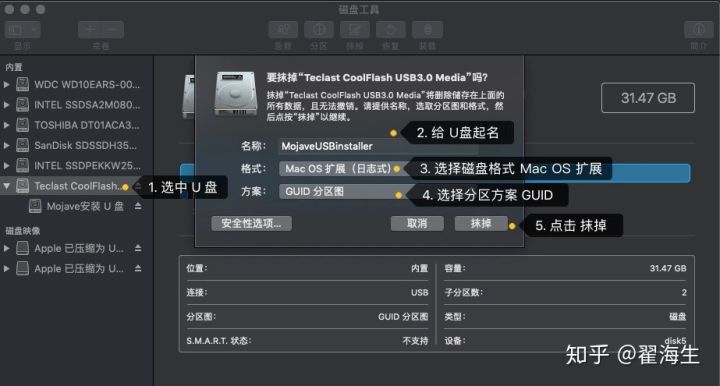 磁盘工具
显示
宗卷
急救
分区
抹掉
恢复
装载
简介
内置
WDC WD10EARS-00...
INTEL SSDSA2M080...
TOSHIBA DT01ACA3...
SanDisk SDSSDH35...
INTEL SSDPEKKW25...
Teclast CoolFlash...
Mojave安装 U 盘
磁盘映像
Apple 已压缩为 U...
Apple 已压缩为 U...
1. 选中 U 盘
要抹掉“Teclast CoolFlash USB3.0 Media”吗?
抹掉“Teclast CoolFlash USB3.0 Media”将删除储存在上面的
所有数据，且无法撤销。请提供名称，选取分区图和格式，然
后点按“抹掉”以继续。
2. 给 U盘起名
名称: MojaveUSBinstaller
格式: Mac OS 扩展（日志式）
3. 选择磁盘格式 Mac OS 扩展
方案: GUID 分区图
4. 选择分区方案 GUID
安全性选项...
取消
抹掉
5. 点击 抹掉
31.47 GB
位置: 内置
容量: 31.47 GB
连接: USB
子分区数: 2
分区图: GUID 分区图
类型: 磁盘
S.M.A.R.T. 状态: 不支持
设备: disk5
知乎 @翟海生